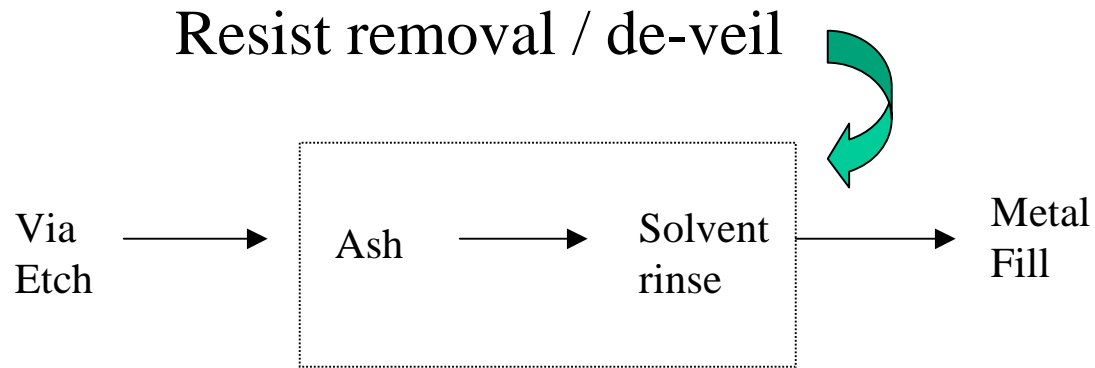 Resist removal / de-veil
Via
Etch
Ash
Solvent
rinse
Metal
Fill